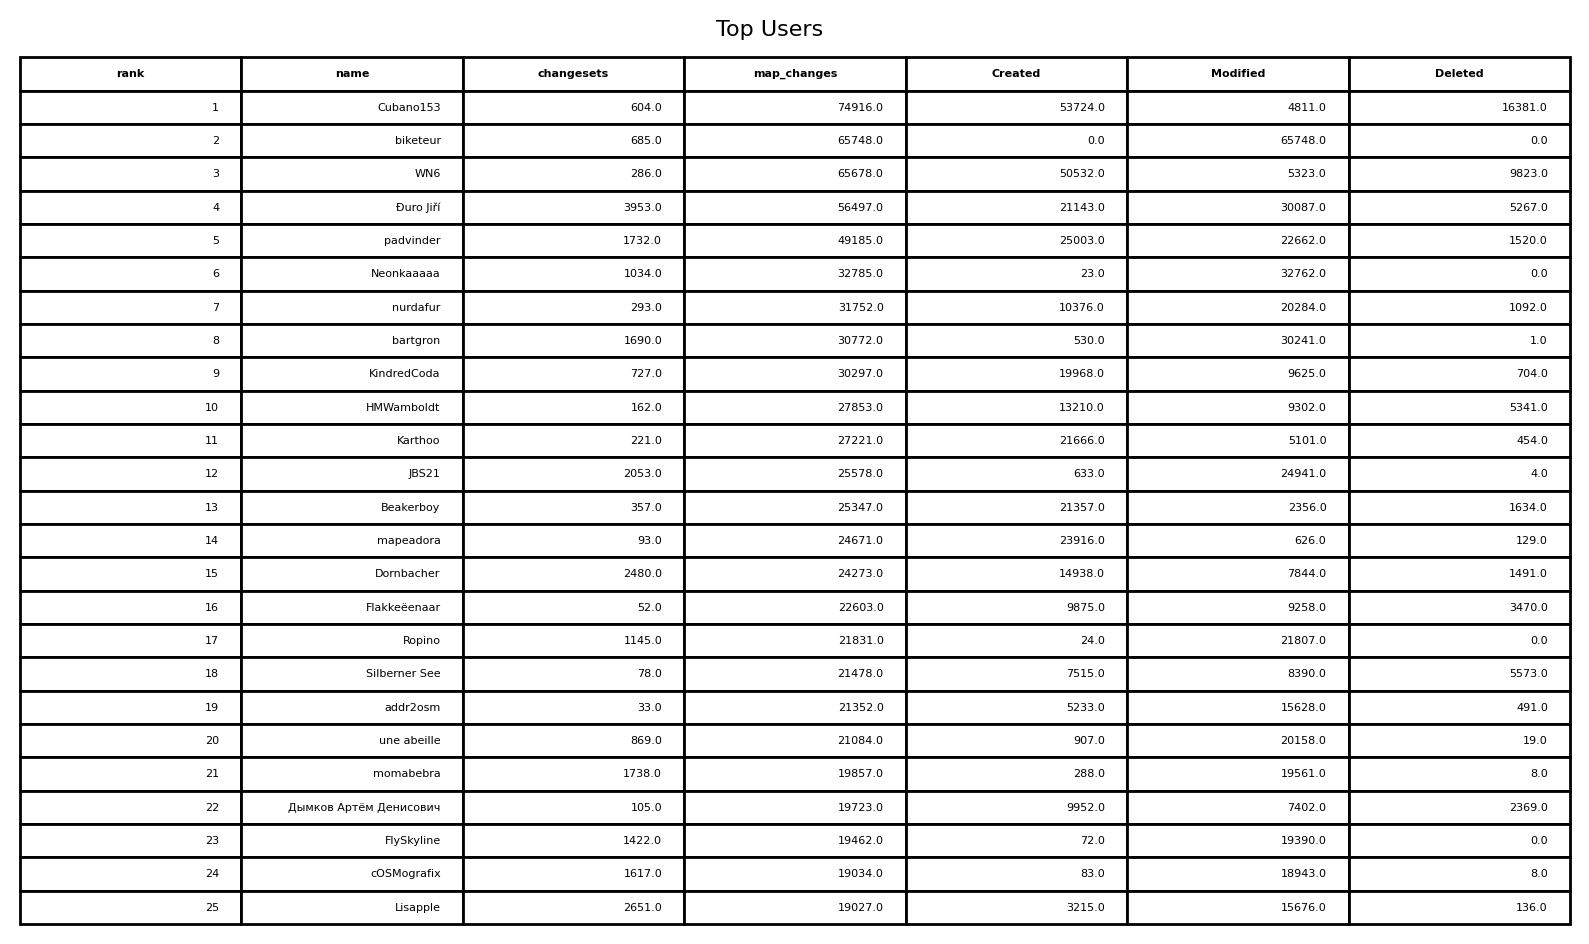 Top Users
rank name changesets map_changes Created Modified Deleted
1 Cubano153 604.0 74916.0 53724.0 4811.0 16381.0
2 biketeur 685.0 65748.0 0.0 65748.0 0.0
3 WN6 286.0 65678.0 50532.0 5323.0 9823.0
4 Đuro Jiří 3953.0 56497.0 21143.0 30087.0 5267.0
5 padvinder 1732.0 49185.0 25003.0 22662.0 1520.0
6 Neonkaaaaa 1034.0 32785.0 23.0 32762.0 0.0
7 nurdafur 293.0 31752.0 10376.0 20284.0 1092.0
8 bartgron 1690.0 30772.0 530.0 30241.0 1.0
9 KindredCoda 727.0 30297.0 19968.0 9625.0 704.0
10 HMWamboldt 162.0 27853.0 13210.0 9302.0 5341.0
11 Karthoo 221.0 27221.0 21666.0 5101.0 454.0
12 JBS21 2053.0 25578.0 633.0 24941.0 4.0
13 Beakerboy 357.0 25347.0 21357.0 2356.0 1634.0
14 mapeadora 93.0 24671.0 23916.0 626.0 129.0
15 Dornbacher 2480.0 24273.0 14938.0 7844.0 1491.0
16 Flakkeëenaar 52.0 22603.0 9875.0 9258.0 3470.0
17 Ropino 1145.0 21831.0 24.0 21807.0 0.0
18 Silberner See 78.0 21478.0 7515.0 8390.0 5573.0
19 addr2osm 33.0 21352.0 5233.0 15628.0 491.0
20 une abeille 869.0 21084.0 907.0 20158.0 19.0
21 momabebra 1738.0 19857.0 288.0 19561.0 8.0
22 Дымков Артём Денисович 105.0 19723.0 9952.0 7402.0 2369.0
23 FlySkyline 1422.0 19462.0 72.0 19390.0 0.0
24 cOSMografix 1617.0 19034.0 83.0 18943.0 8.0
25 Lisapple 2651.0 19027.0 3215.0 15676.0 136.0